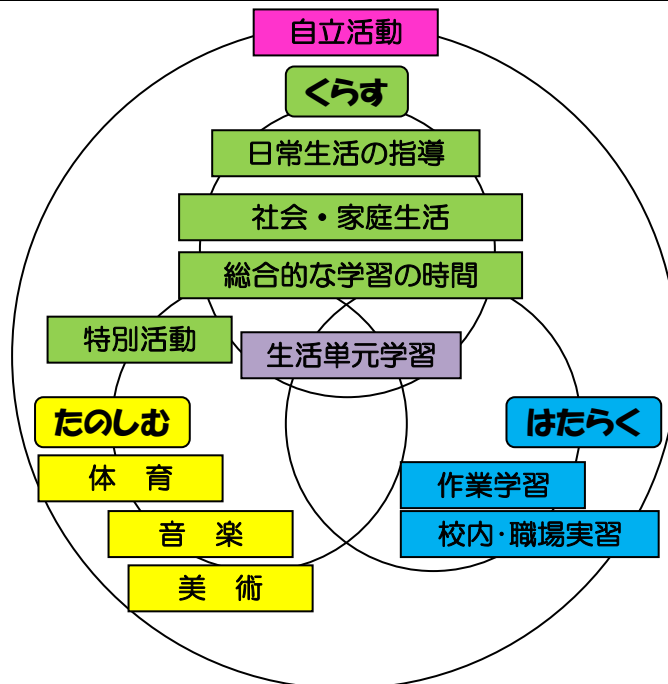 自立活動
くらす
日常生活の指導
社会・家庭生活
総合的な学習の時間
特別活動
生活単元学習
たのしむ
はたらく
体　育
作業学習
音　楽
校内･職場実習
美　術